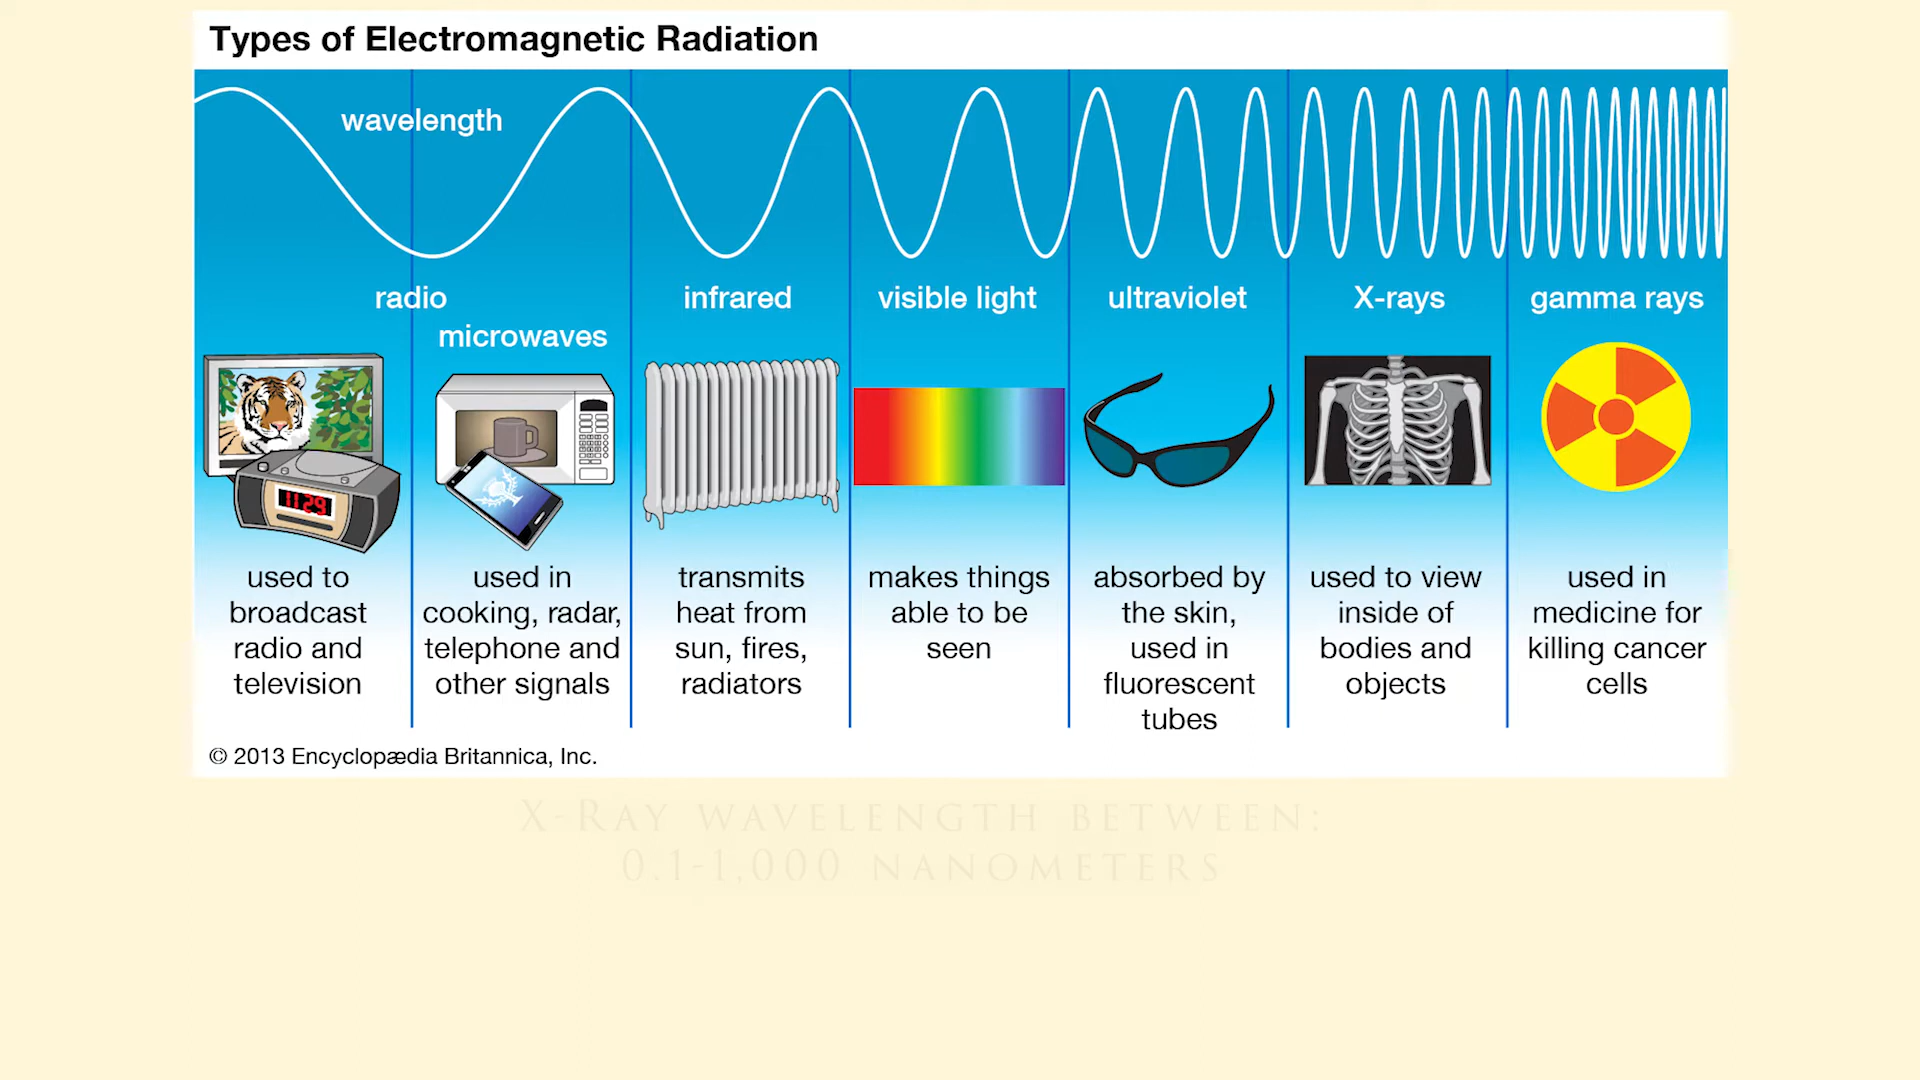 Types of Electromagnetic Radiation
wavelength
radio
microwaves
infrared
visible light
ultraviolet
X-rays
gamma rays
11:29
used to
broadcast
radio and
television
used in
cooking, radar,
telephone and
other signals
transmits
heat from
sun, fires,
radiators
makes things
able to be
seen
absorbed by
the skin,
used in
fluorescent
tubes
used to view
inside of
bodies and
objects
used in
medicine for
killing cancer
cells
© 2013 Encyclopædia Britannica, Inc.
X-Ray wavelength between:
0.1-1,000 nanometers